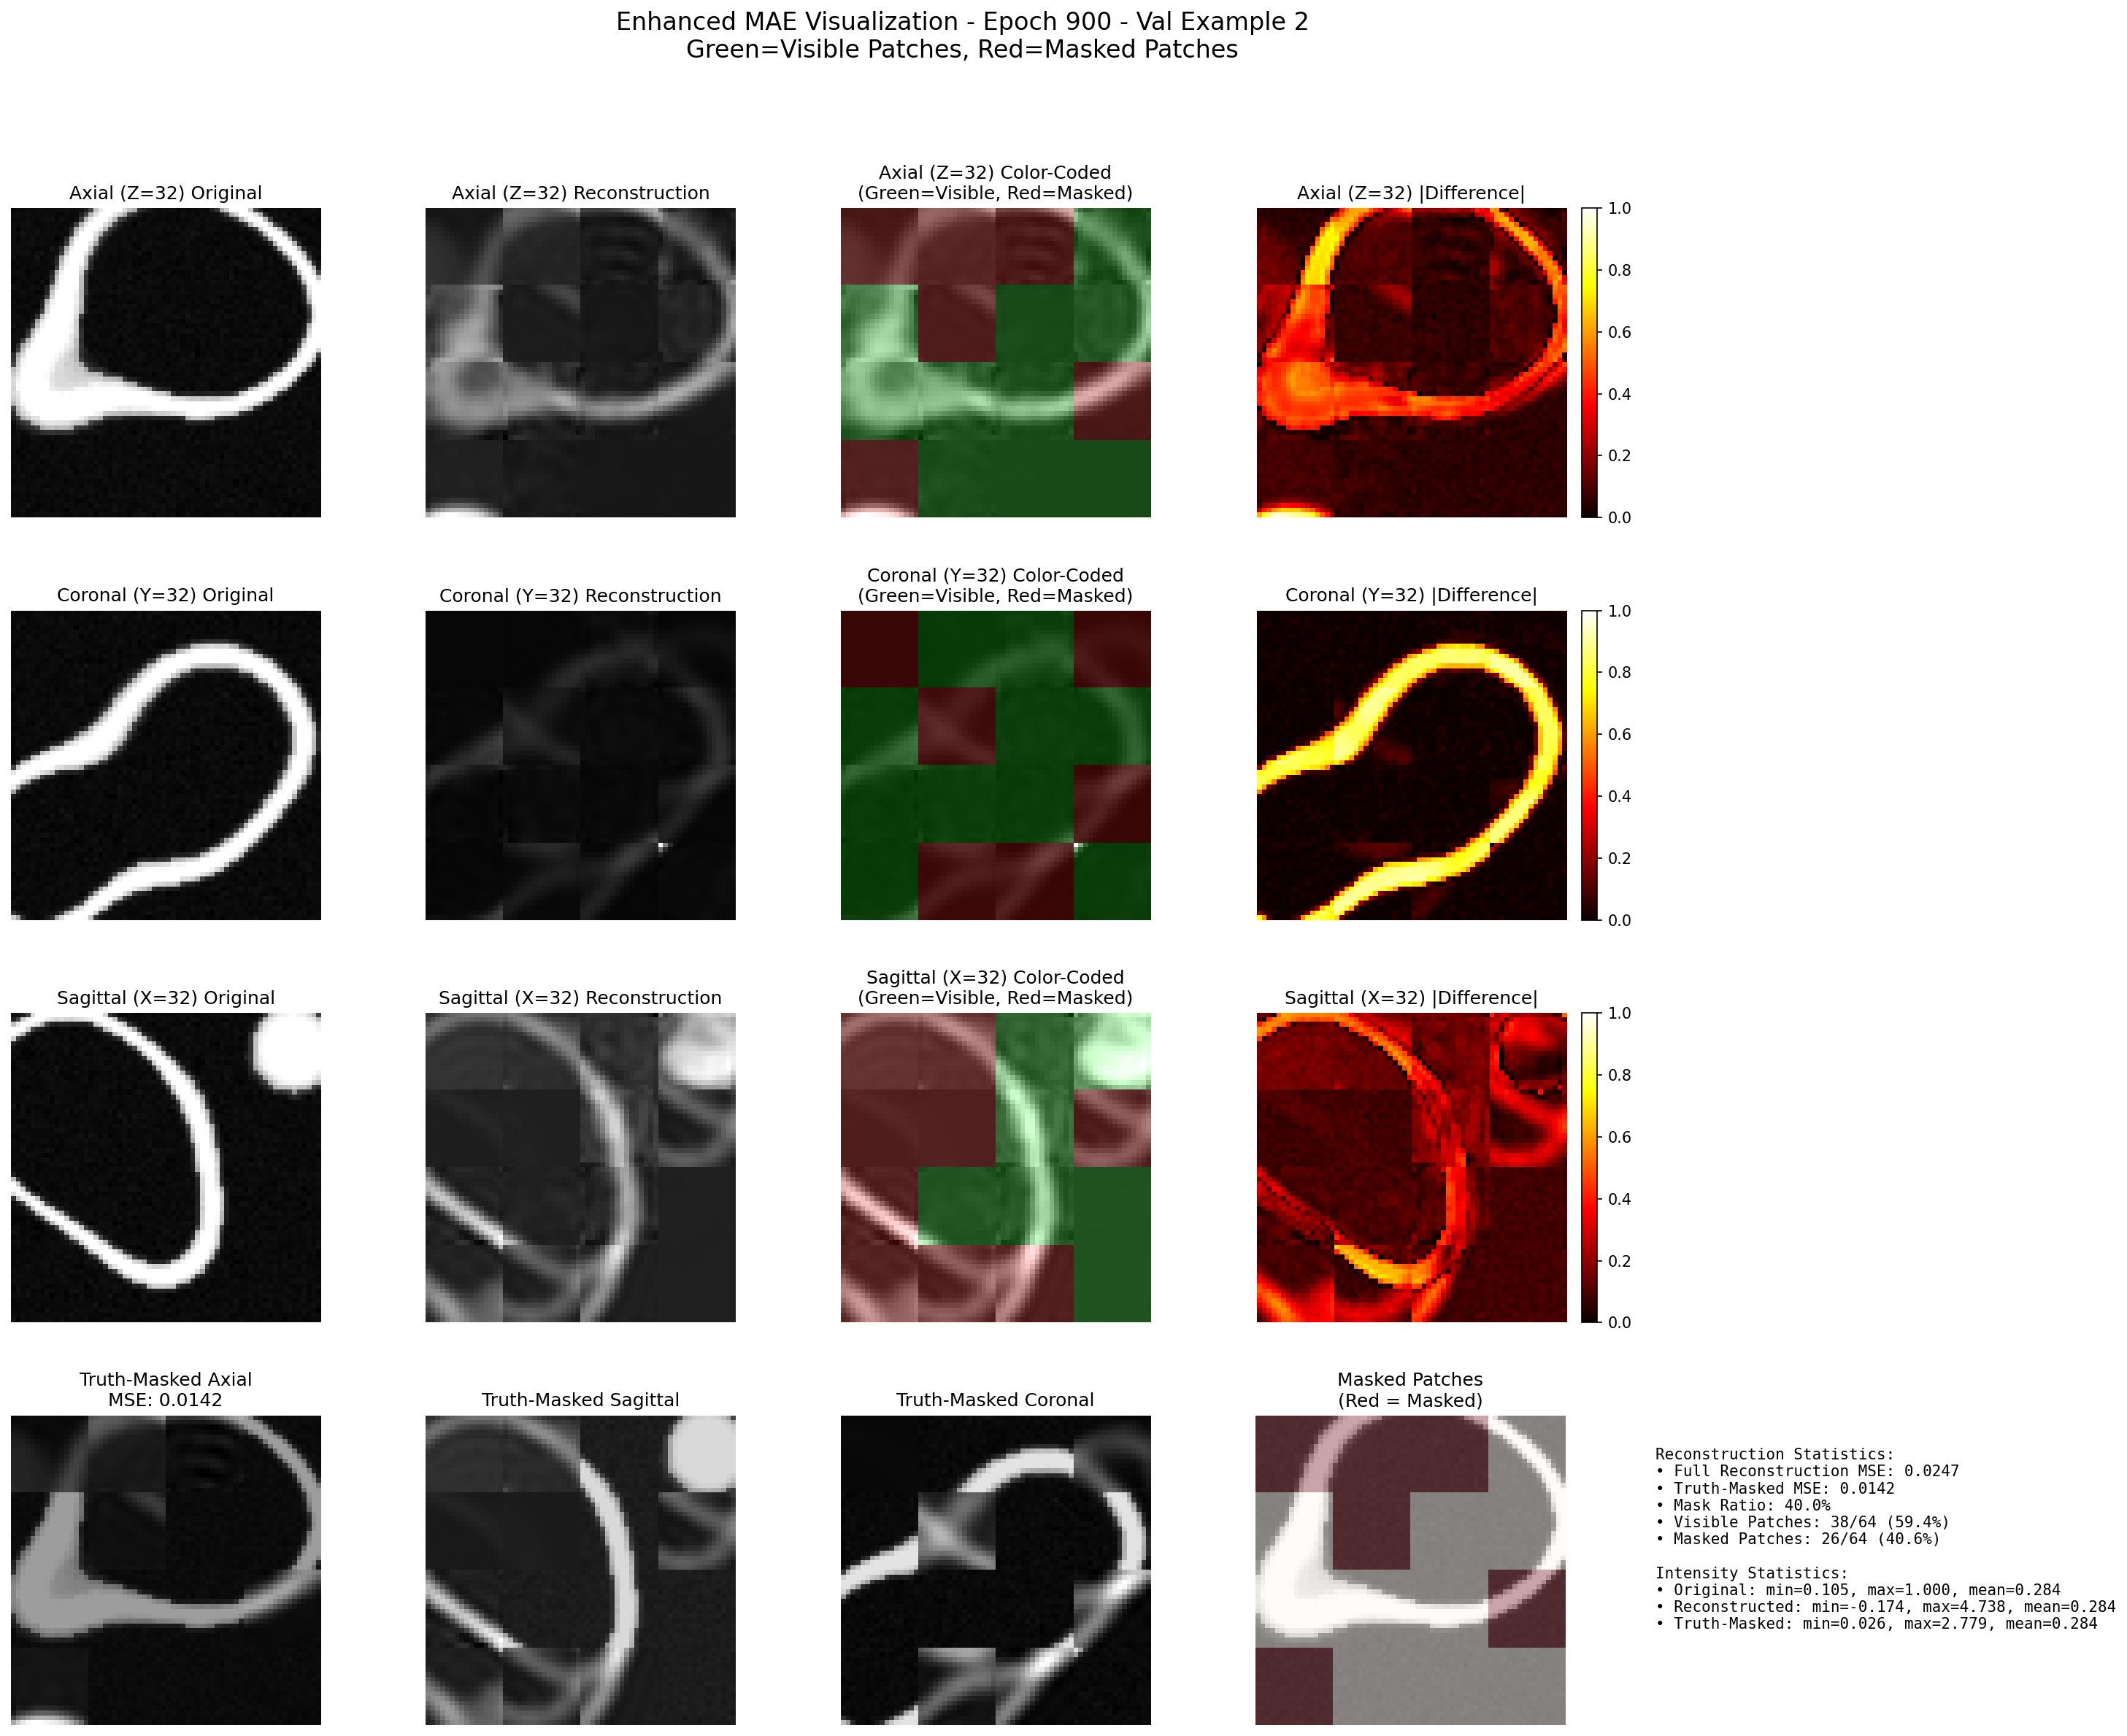 Enhanced MAE Visualization - Epoch 900 - Val Example 2
Green=Visible Patches, Red=Masked Patches
Axial (Z=32) Original
Axial (Z=32) Reconstruction
Axial (Z=32) Color-Coded
(Green=Visible, Red=Masked)
Axial (Z=32) |Difference|
1.0
0.8
0.6
0.4
0.2
0.0
Coronal (Y=32) Original
Coronal (Y=32) Reconstruction
Coronal (Y=32) Color-Coded
(Green=Visible, Red=Masked)
Coronal (Y=32) |Difference|
1.0
0.8
0.6
0.4
0.2
0.0
Sagittal (X=32) Original
Sagittal (X=32) Reconstruction
Sagittal (X=32) Color-Coded
(Green=Visible, Red=Masked)
Sagittal (X=32) |Difference|
1.0
0.8
0.6
0.4
0.2
0.0
Truth-Masked Axial
MSE: 0.0142
Truth-Masked Sagittal
Truth-Masked Coronal
Masked Patches
(Red = Masked)
Reconstruction Statistics:
• Full Reconstruction MSE: 0.0247
• Truth-Masked MSE: 0.0142
• Mask Ratio: 40.0%
• Visible Patches: 38/64 (59.4%)
• Masked Patches: 26/64 (40.6%)
Intensity Statistics:
• Original: min=0.105, max=1.000, mean=0.284
• Reconstructed: min=-0.174, max=4.738, mean=0.284
• Truth-Masked: min=0.026, max=2.779, mean=0.284